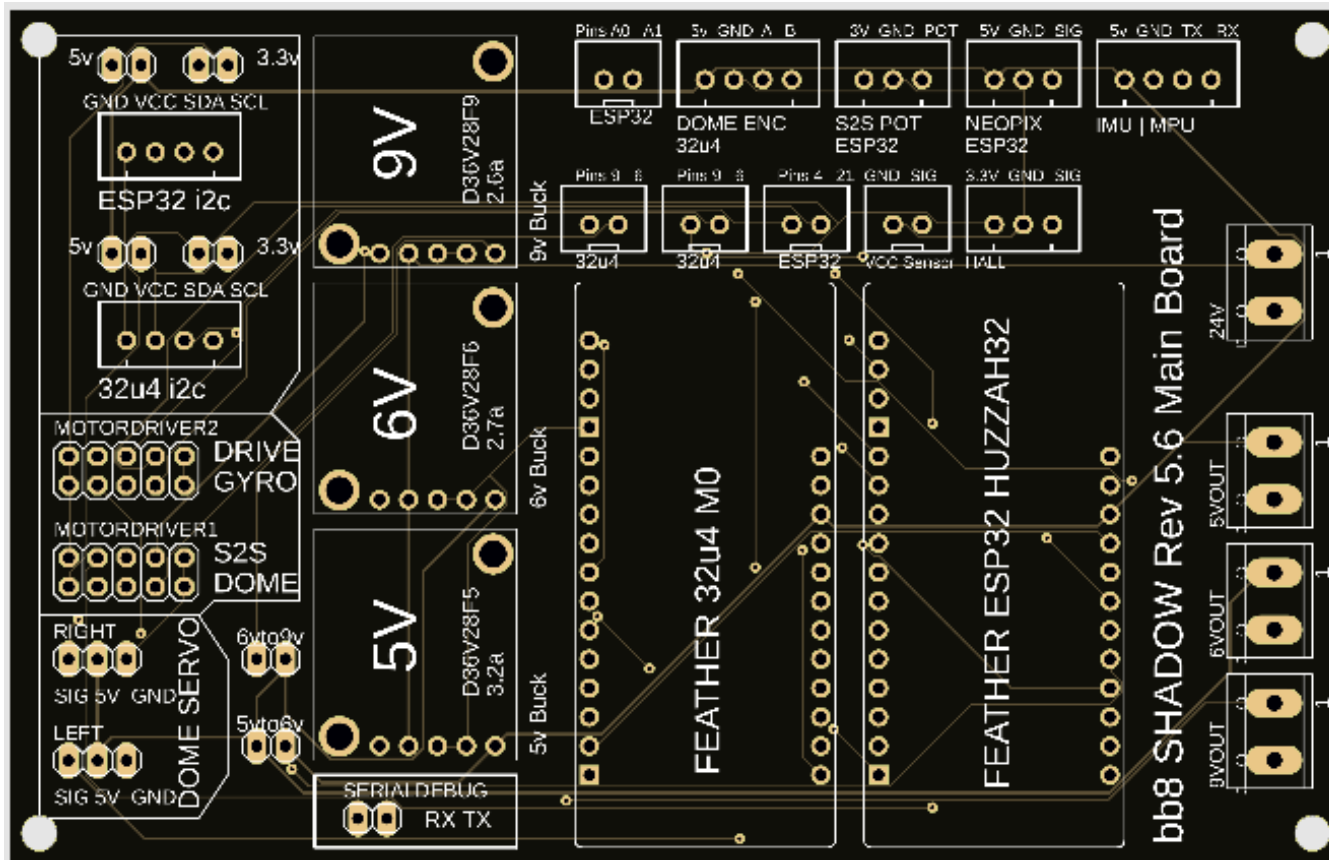 5v 3.3v
GND VCC SDA SCL
ESP32 i2c
5v 3.3v
GND VCC SDA SCL
32u4 i2c
MOTORDRIVER2
DRIVE
GYRO
MOTORDRIVER1
S2S
DOME
RIGHT
SIG 5V GND
LEFT
SIG 5V GND
DOME SERVO
6vto9v
5vto6v
9V
D36V28F9
2.6a
9v Buck
6V
D36V28F6
2.7a
6v Buck
5V
D36V28F5
3.2a
5v Buck
SERIALDEBUG
RX TX
Pins A0 A1
ESP32
5v GND A B
DOME ENC
32u4
3V GND POT
S2S POT
ESP32
5V GND SIG
NEOPIX
ESP32
5v GND TX RX
IMU | MPU
Pins 9 6
32u4
Pins 9 6
32u4
Pins 4 21
ESP32
GND SIG
VCC Sensor
3.3V GND SIG
HALL
FEATHER 32u4 M0
FEATHER ESP32 HUZZAH32
bb8 SHADOW Rev 5.6 Main Board
24V
1
5VOUT
1
6VOUT
1
9VOUT
1